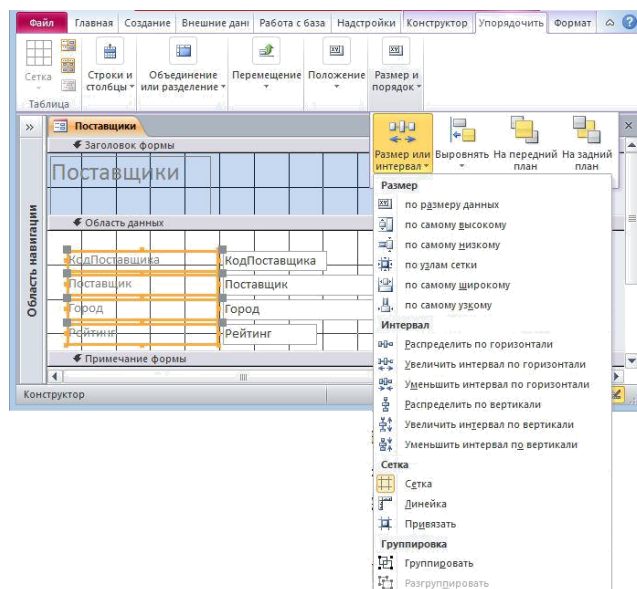 Файл Главная Создание Внешние данн Работа с база Надстройки Конструктор Упорядочить Формат
Сетка
Строки и столбцы
Объединение или разделение
Перемещение
Положение
Размер и порядок
Таблица
Поставщики
Заголовок формы
Поставщики
Область данных
КодПоставщика КодПоставщика
Поставщик Поставщик
Город Город
Рейтинг Рейтинг
Примечание формы
Область навигации
Конструктор
Размер или интервал
Выровнять
На передний план
На задний план
Размер
по размеру данных
по самому высокому
по самому низкому
по узлам сетки
по самому широкому
по самому узкому
Интервал
Распределить по горизонтали
Увеличить интервал по горизонтали
Уменьшить интервал по горизонтали
Распределить по вертикали
Увеличить интервал по вертикали
Уменьшить интервал по вертикали
Сетка
Сетка
Линейка
Привязать
Группировка
Группировать
Разгруппировать